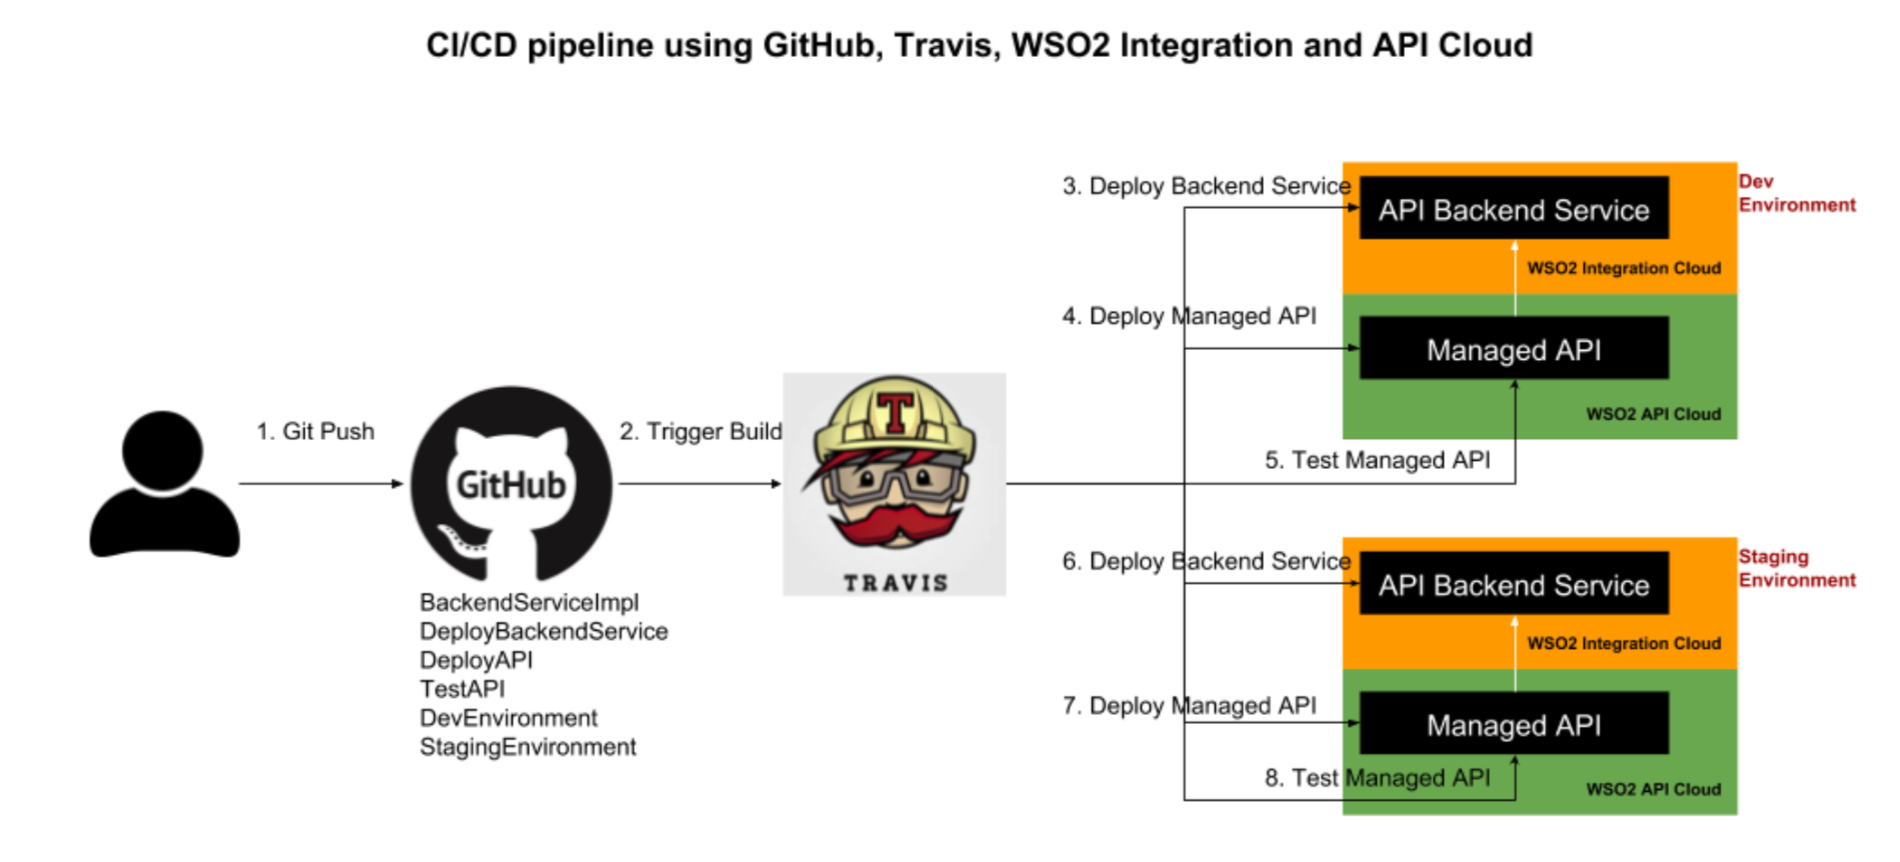 CI/CD pipeline using GitHub, Travis, WSO2 Integration and API Cloud
1. Git Push
GitHub
BackendServiceImpl
DeployBackendService
DeployAPI
TestAPI
DevEnvironment
StagingEnvironment
2. Trigger Build
T
TRAVIS
3. Deploy Backend Service
API Backend Service
Dev
Environment
WSO2 Integration Cloud
4. Deploy Managed API
Managed API
WSO2 API Cloud
5. Test Managed API
6. Deploy Backend Service
API Backend Service
Staging
Environment
WSO2 Integration Cloud
7. Deploy Managed API
Managed API
8. Test Managed API
WSO2 API Cloud